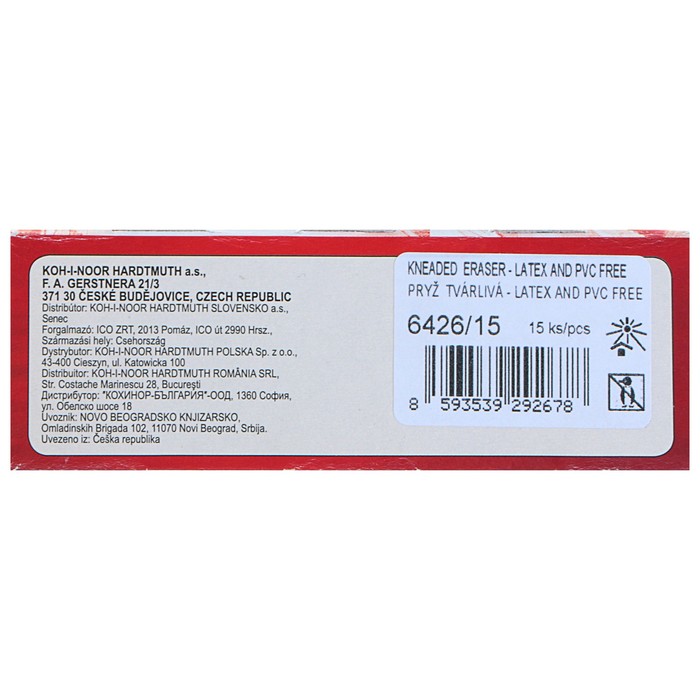 KOH-I-NOOR HARDTMUTH a.s.,
F. A. GERSTNERA 21/3
371 30 ČESKÉ BUDĚJOVICE, CZECH REPUBLIC
Distribútor: KOH-I-NOOR HARDTMUTH SLOVENSKO a.s.,
Senec
Forgalmazó: ICO ZRT, 2013 Pomáz, ICO út 2990 Hrsz.,
Származási hely: Csehország
Dystrybutor: KOH-I-NOOR HARDTMUTH POLSKA Sp. z o.o.,
43-400 Cieszyn, ul. Katowicka 100
Distribuitor: KOH-I-NOOR HARDTMUTH ROMÂNIA SRL,
Str. Costache Marinescu 28, Bucureşti
Дистрибутор: "КОХИНОР-БЪЛГАРИЯ"-ООД, 1360 София,
ул. Обелско шосе 18
Uvoznik: NOVO BEOGRADSKO KNJIZARSKO,
Omladinskih Brigada 102, 11070 Novi Beograd, Srbija.
Uvezeno iz: Češka republika
KNEADED ERASER - LATEX AND PVC FREE
PRYŽ TVÁRLIVÁ - LATEX AND PVC FREE
6426/15 15 ks/pcs
8 593539 292678